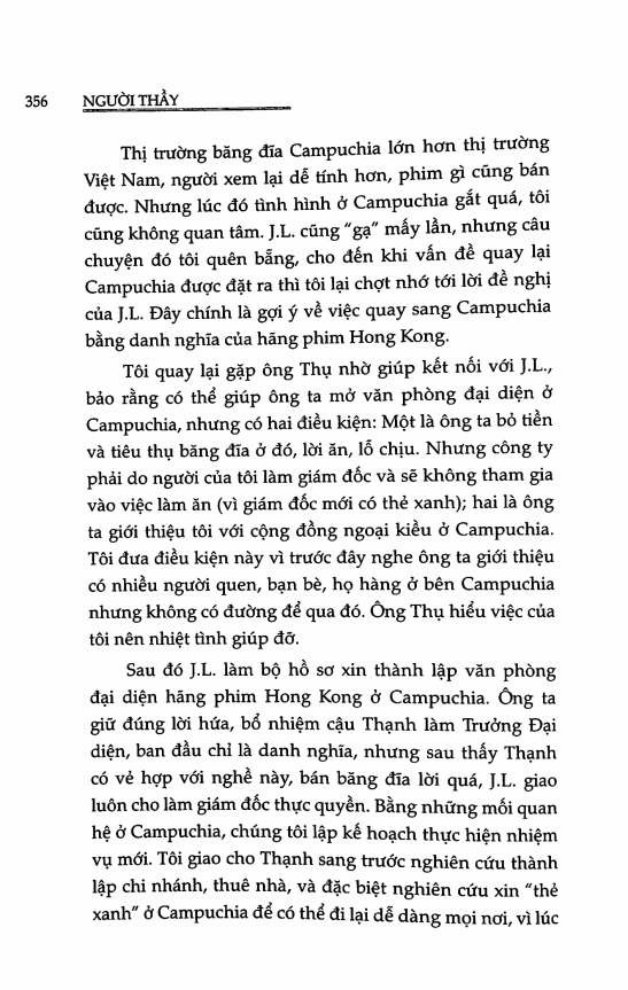 356 NGƯỜI THẦY
Thị trường băng đĩa Campuchia lớn hơn thị trường
Việt Nam, người xem lại dễ tính hơn, phim gì cũng bán
được. Nhưng lúc đó tình hình ở Campuchia gắt quá, tôi
cũng không quan tâm. J.L. cũng "gạ" mấy lần, nhưng câu
chuyện đó tôi quên bẵng, cho đến khi vấn đề quay lại
Campuchia được đặt ra thì tôi lại chợt nhớ tới lời đề nghị
của J.L. Đây chính là gợi ý về việc quay sang Campuchia
bằng danh nghĩa của hãng phim Hong Kong.
Tôi quay lại gặp ông Thụ nhờ giúp kết nối với J.L.,
bảo rằng có thể giúp ông ta mở văn phòng đại diện ở
Campuchia, nhưng có hai điều kiện: Một là ông ta bỏ tiền
và tiêu thụ băng đĩa ở đó, lời ăn, lỗ chịu. Nhưng công ty
phải do người của tôi làm giám đốc và sẽ không tham gia
vào việc làm ăn (vì giám đốc mới có thẻ xanh); hai là ông
ta giới thiệu tôi với cộng đồng ngoại kiều ở Campuchia.
Tôi đưa điều kiện này vì trước đây nghe ông ta giới thiệu
có nhiều người quen, bạn bè, họ hàng ở bên Campuchia
nhưng không có đường để qua đó. Ông Thụ hiểu việc của
tôi nên nhiệt tình giúp đỡ.
Sau đó J.L. làm bộ hồ sơ xin thành lập văn phòng
đại diện hãng phim Hong Kong ở Campuchia. Ông ta
giữ đúng lời hứa, bổ nhiệm cậu Thạnh làm Trưởng Đại
diện, ban đầu chỉ là danh nghĩa, nhưng sau thấy Thạnh
có vẻ hợp với nghề này, bán băng đĩa lời quá, J.L. giao
luôn cho làm giám đốc thực quyền. Bằng những mối quan
hệ ở Campuchia, chúng tôi lập kế hoạch thực hiện nhiệm
vụ mới. Tôi giao cho Thạnh sang trước nghiên cứu thành
lập chi nhánh, thuê nhà, và đặc biệt nghiên cứu xin "thẻ
xanh" ở Campuchia để có thể đi lại dễ dàng mọi nơi, vì lúc